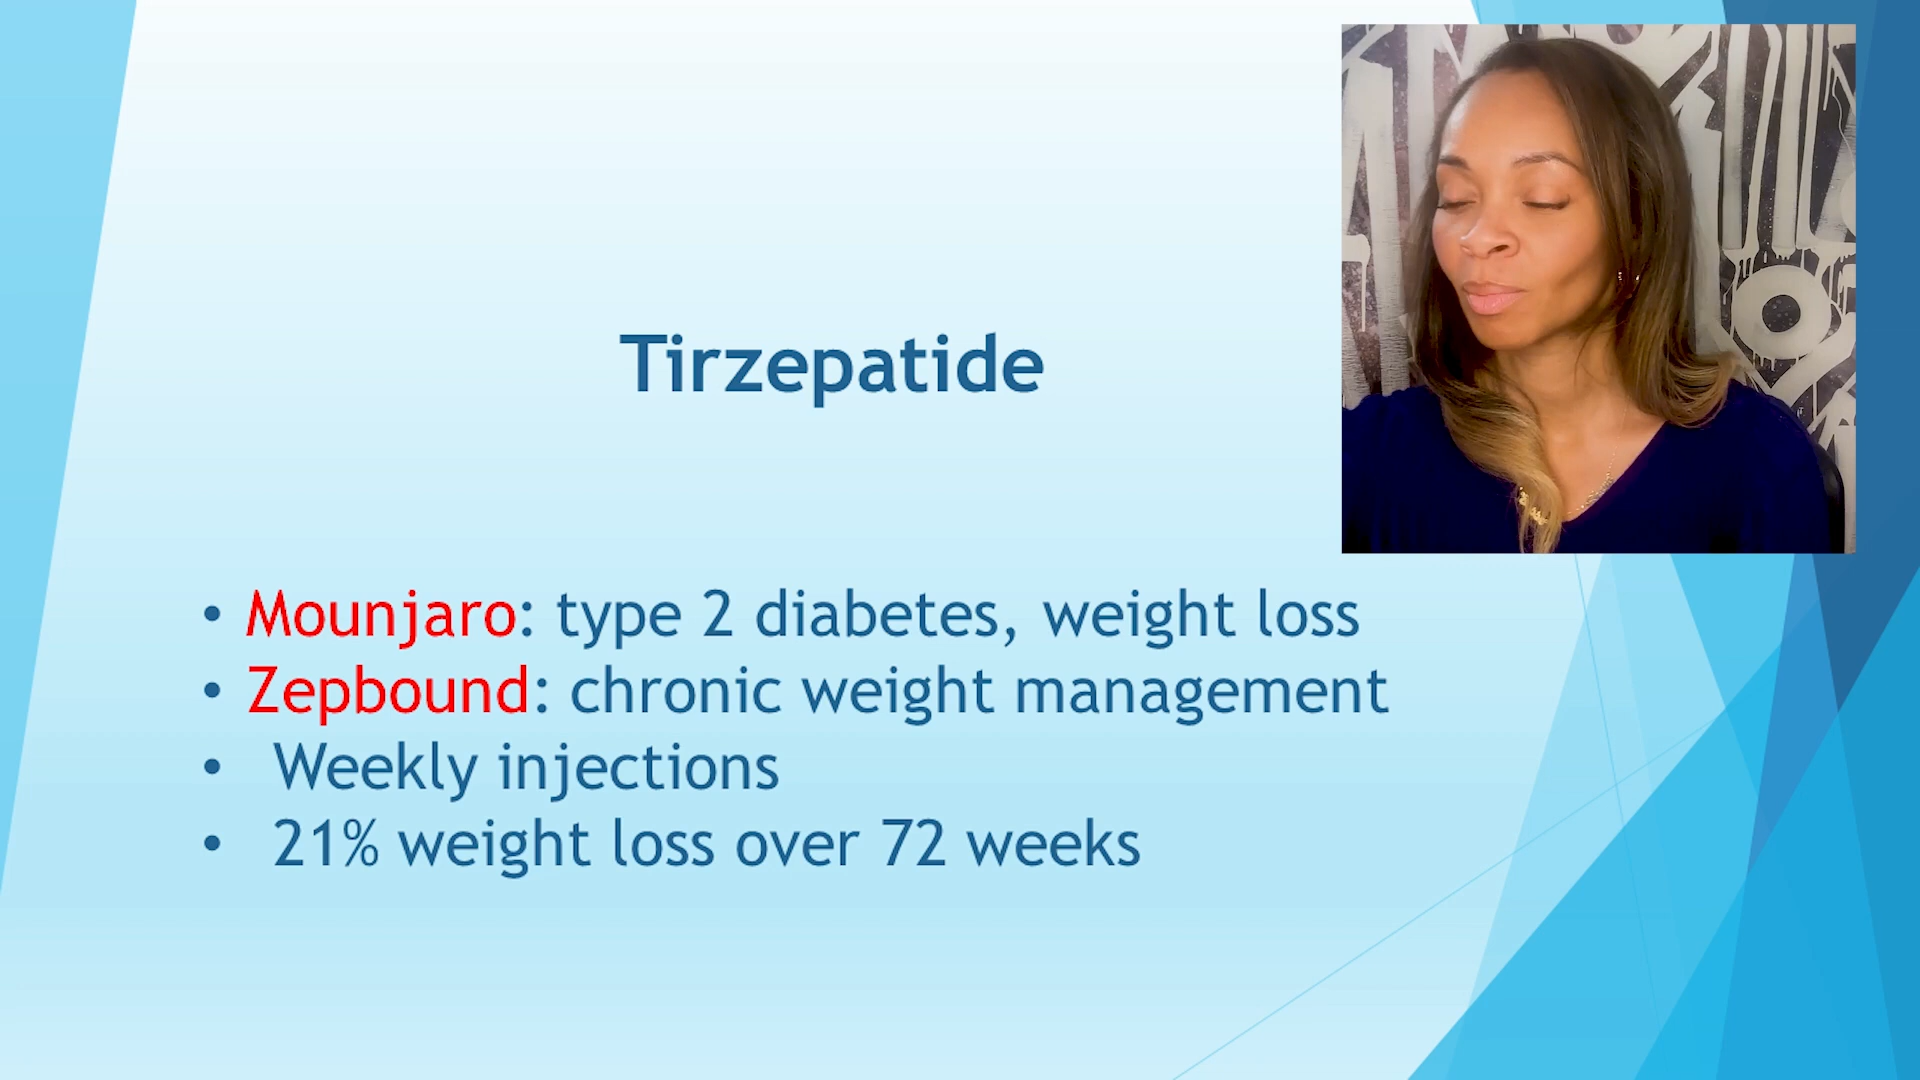 Tirzepatide
• Mounjaro: type 2 diabetes, weight loss
• Zepbound: chronic weight management
• Weekly injections
• 21% weight loss over 72 weeks